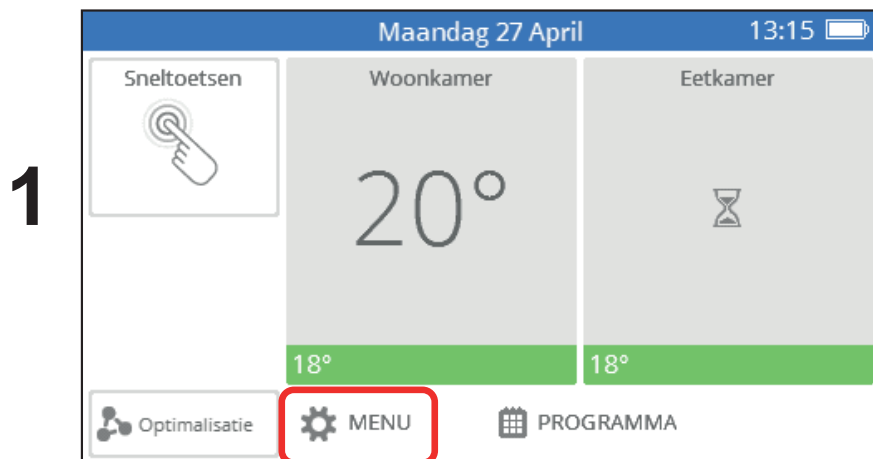 1
Maandag 27 April 13:15
Sneltoetsen
Woonkamer
Eetkamer
20°
18°
18°
Optimalisatie
MENU
PROGRAMMA